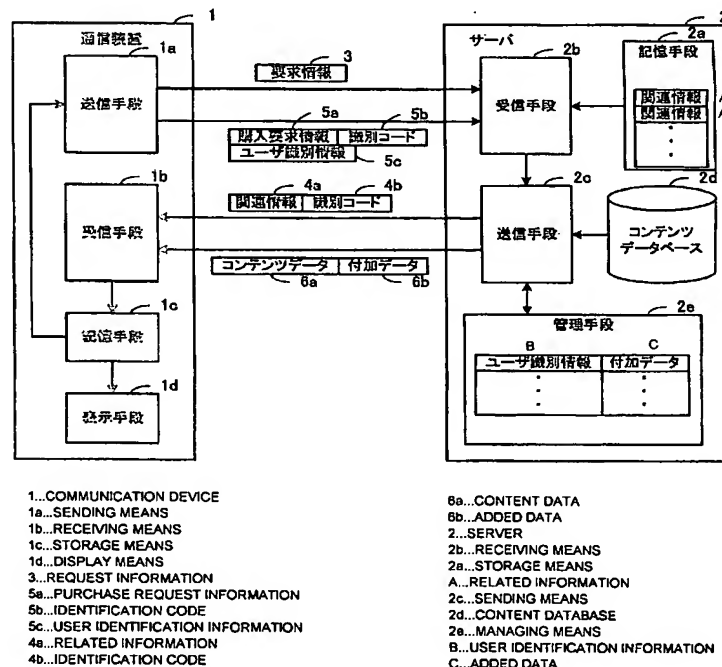 1
通信装置
1a
送信手段
3
要求情報
5a
5b
購入要求情報
識別コード
ユーザ識別情報
5c
1b
受信手段
4a
4b
関連情報
識別コード
コンテンツデータ
付加データ
6a
6b
1c
記憶手段
1d
表示手段
サーバ
2b
受信手段
2a
記憶手段
関連情報
関連情報
2c
送信手段
2d
コンテンツ
データベース
2e
管理手段
B
C
ユーザ識別情報
付加データ
1...COMMUNICATION DEVICE
1a...SENDING MEANS
1b...RECEIVING MEANS
1c...STORAGE MEANS
1d...DISPLAY MEANS
3...REQUEST INFORMATION
5a...PURCHASE REQUEST INFORMATION
5b...IDENTIFICATION CODE
5c...USER IDENTIFICATION INFORMATION
4a...RELATED INFORMATION
4b...IDENTIFICATION CODE
6a...CONTENT DATA
6b...ADDED DATA
2...SERVER
2b...RECEIVING MEANS
2a...STORAGE MEANS
A...RELATED INFORMATION
2c...SENDING MEANS
2d...CONTENT DATABASE
2e...MANAGING MEANS
B...USER IDENTIFICATION INFORMATION
C...ADDED DATA